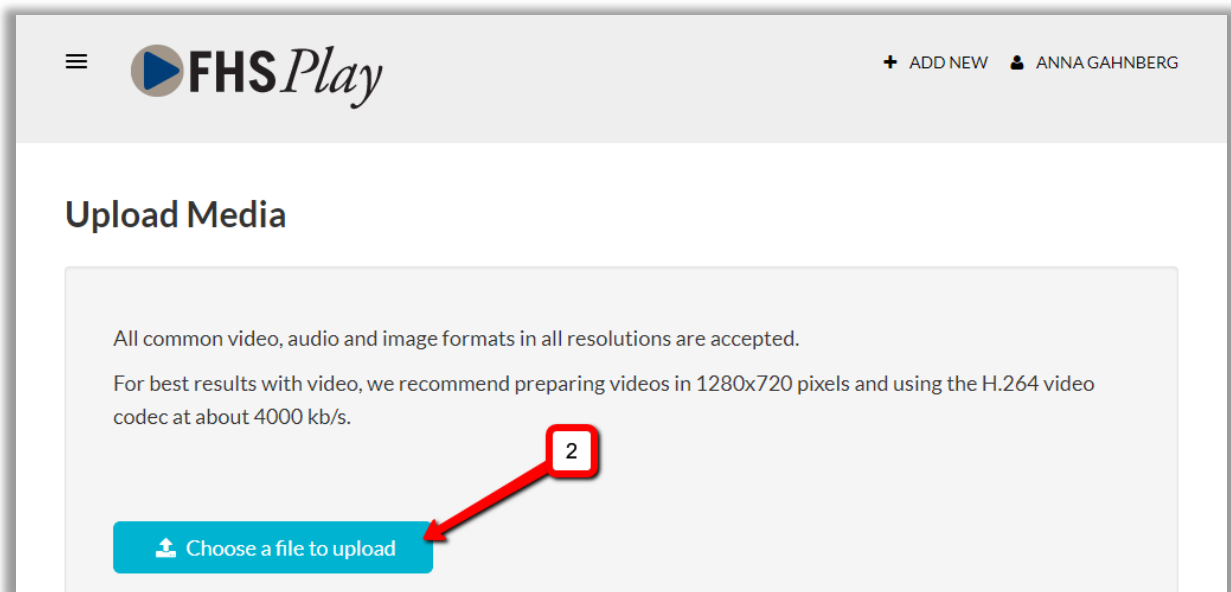 FHS Play
+ ADD NEW ANNA GAHNBERG
Upload Media
All common video, audio and image formats in all resolutions are accepted.
For best results with video, we recommend preparing videos in 1280x720 pixels and using the H.264 video
codec at about 4000 kb/s.
2
Choose a file to upload